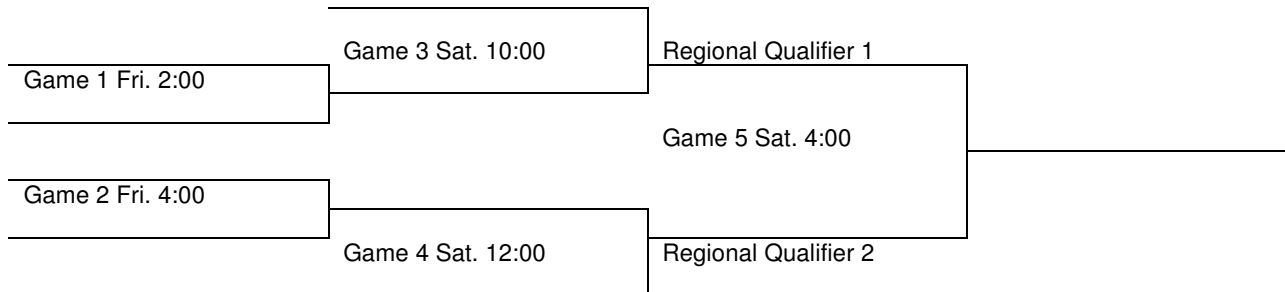 Game 3 Sat. 10:00
Regional Qualifier 1
Game 1 Fri. 2:00
Game 5 Sat. 4:00
Game 2 Fri. 4:00
Game 4 Sat. 12:00
Regional Qualifier 2